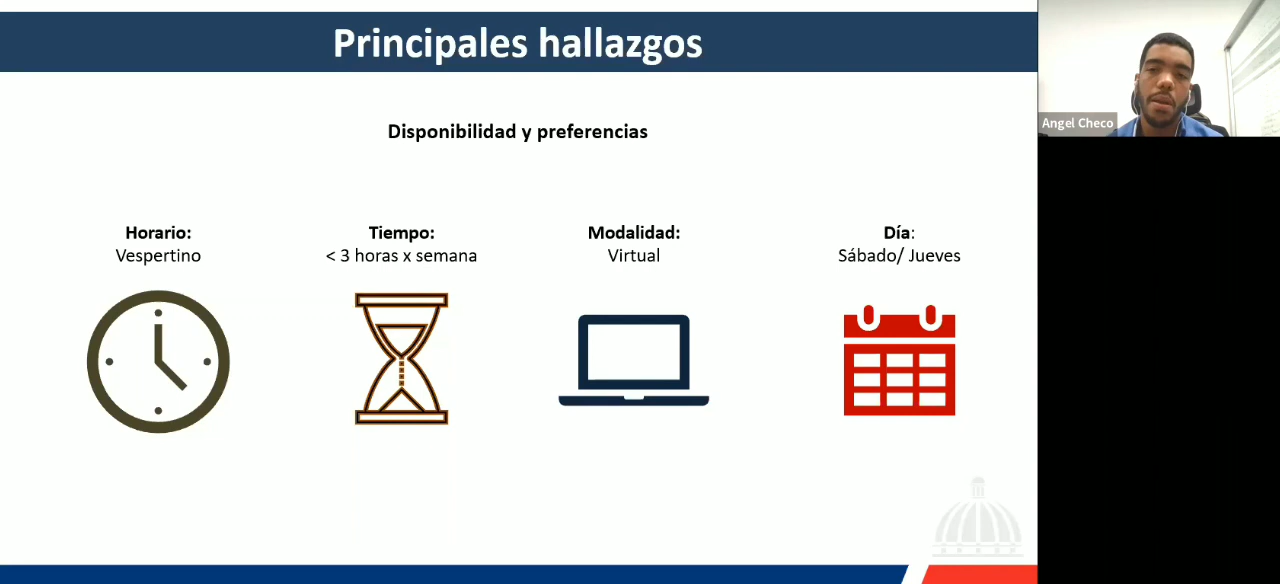 Principales hallazgos
Disponibilidad y preferencias
Horario:
Vespertino
Tiempo:
< 3 horas x semana
Modalidad:
Virtual
Día:
Sábado/ Jueves
Angel Checo